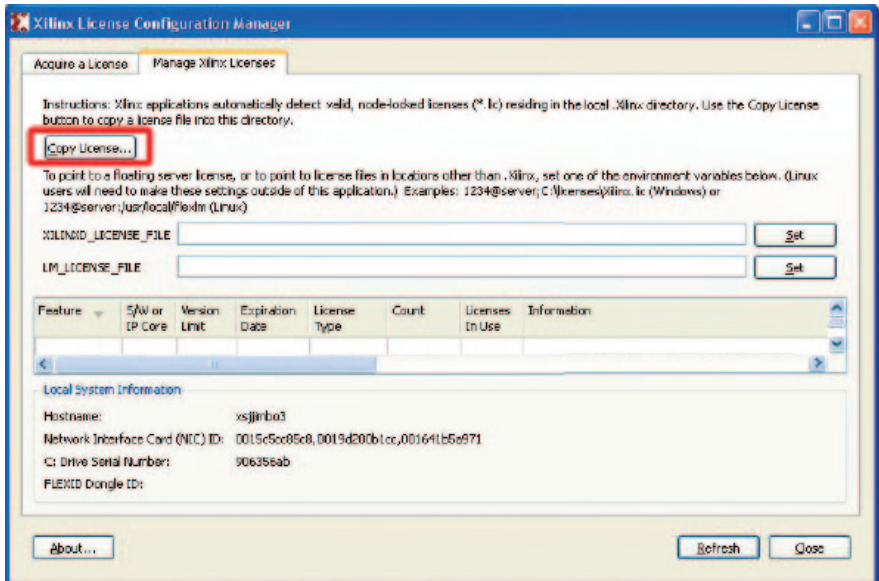 Xilinx License Configuration Manager
Acquire a License
Manage Xilinx Licenses
Instructions: Xilinx applications automatically detect valid, node-locked licenses (*.lic) residing in the local .Xilinx directory. Use the Copy License
button to copy a license file into this directory.
Copy License...
To point to a floating server license, or to point to license files in locations other than .Xilinx, set one of the environment variables below. (Linux
users will need to make these settings outside of this application.) Examples: 1234@server;C:\licenses\Xilinx.lic (Windows) or
1234@server:/usr/local/flexlm (Linux)
XILINXD_LICENSE_FILE
Set
LM_LICENSE_FILE
Set
Feature
S/W or
IP Core
Version
Limit
Expiration
Date
License
Type
Count
Licenses
In Use
Information
Local System Information
Hostname:
xsjjimbo3
Network Interface Card (NIC) ID: 0015c5cc85c8,0019d200b1cc,001641b5e971
C: Drive Serial Number:
906356ab
FLEXID Dongle ID:
About...
Refresh
Close